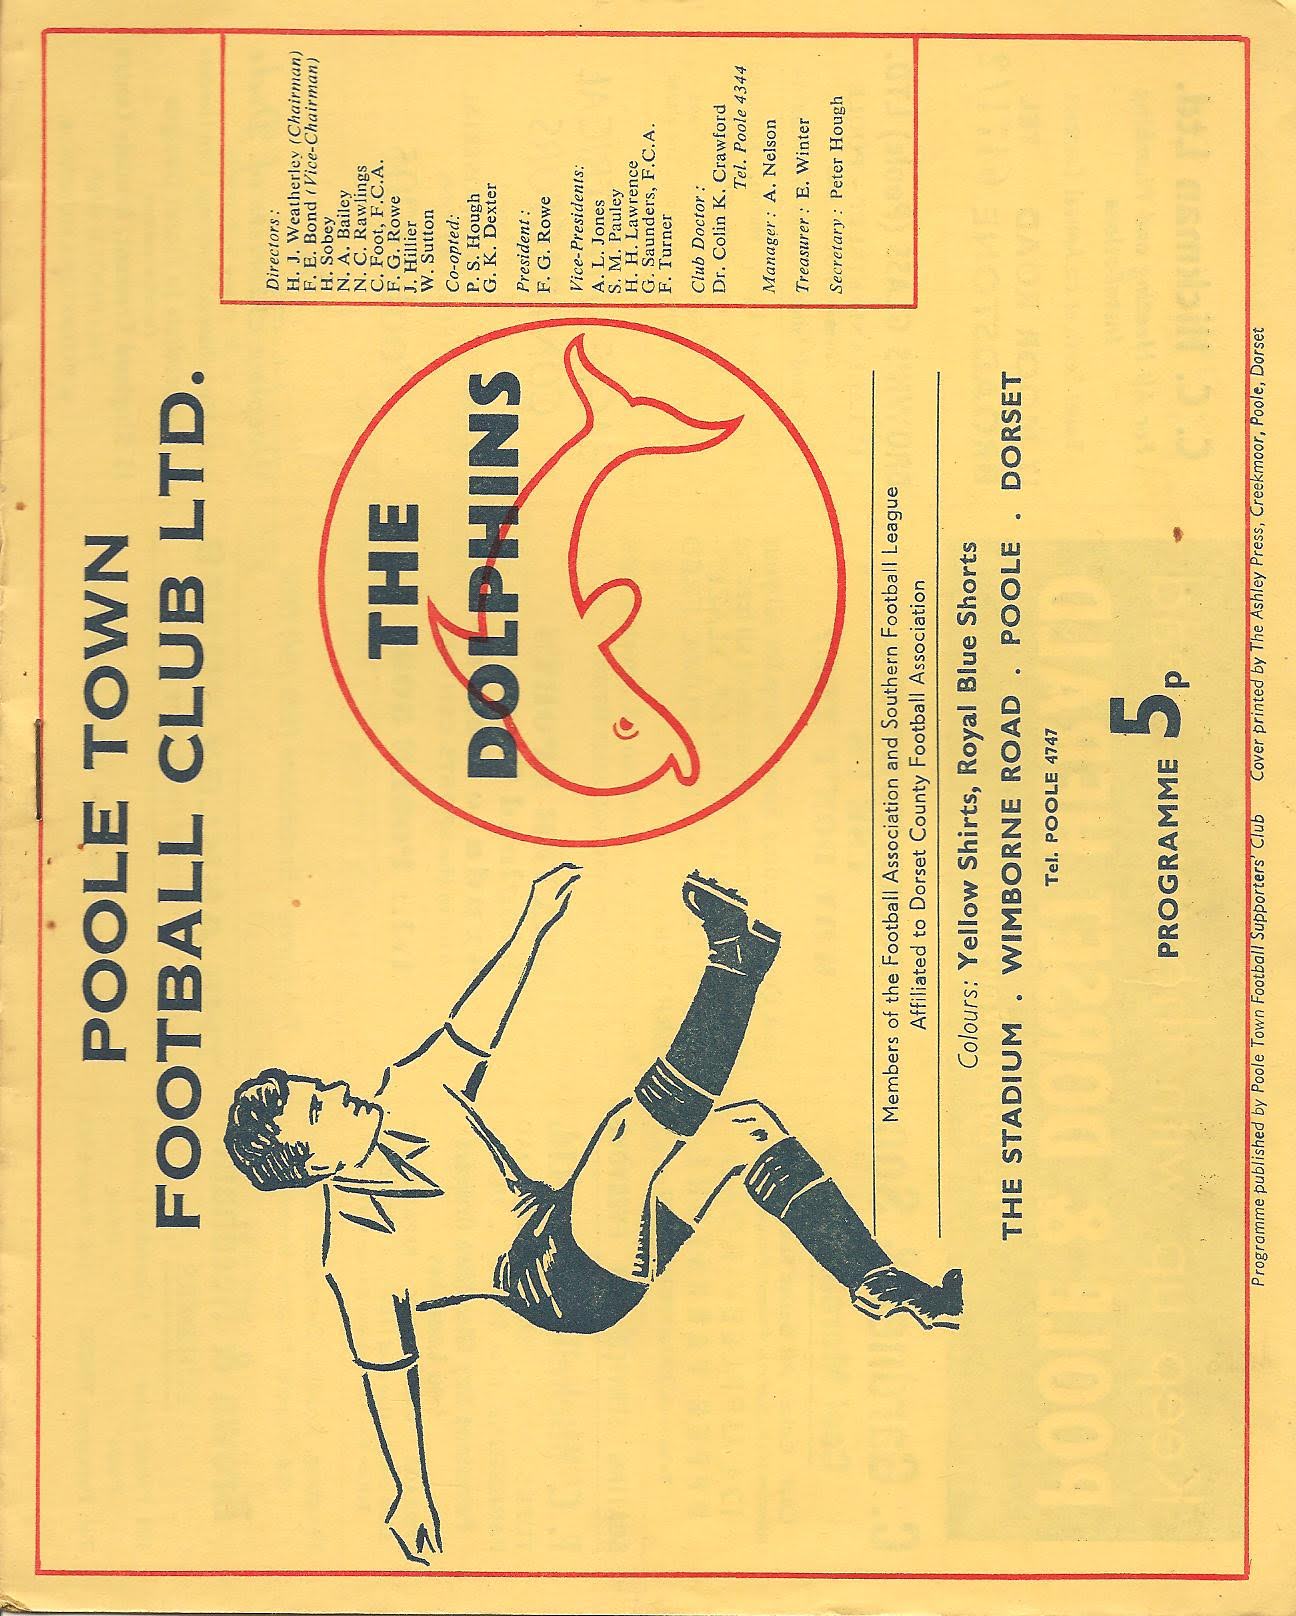 POOLE TOWN
FOOTBALL CLUB LTD.
THE
DOLPHINS
Directors:
H. J. Weatherley (Chairman)
F. E. Bond (Vice-Chairman)
H. Sobey
N. A. Bailey
N. C. Rawlings
C. Foot, F.C.A.
F. G. Rowe
J. Hillier
W. Sutton
Co-opted:
P. S. Hough
G. K. Dexter
President:
F. G. Rowe
Vice-Presidents:
A. L. Jones
S. M. Pauley
H. H. Lawrence
G. Saunders, F.C.A.
F. Turner
Club Doctor:
Dr. Colin K. Crawford
Tel. Poole 4344
Manager: A. Nelson
Treasurer: E. Winter
Secretary: Peter Hough
Members of the Football Association and Southern Football League
Affiliated to Dorset County Football Association
Colours: Yellow Shirts, Royal Blue Shorts
THE STADIUM . WIMBORNE ROAD . POOLE . DORSET
Tel. POOLE 4747
PROGRAMME 5p
Programme published by Poole Town Football Supporters' Club Cover printed by The Ashley Press, Creekmoor, Poole, Dorset